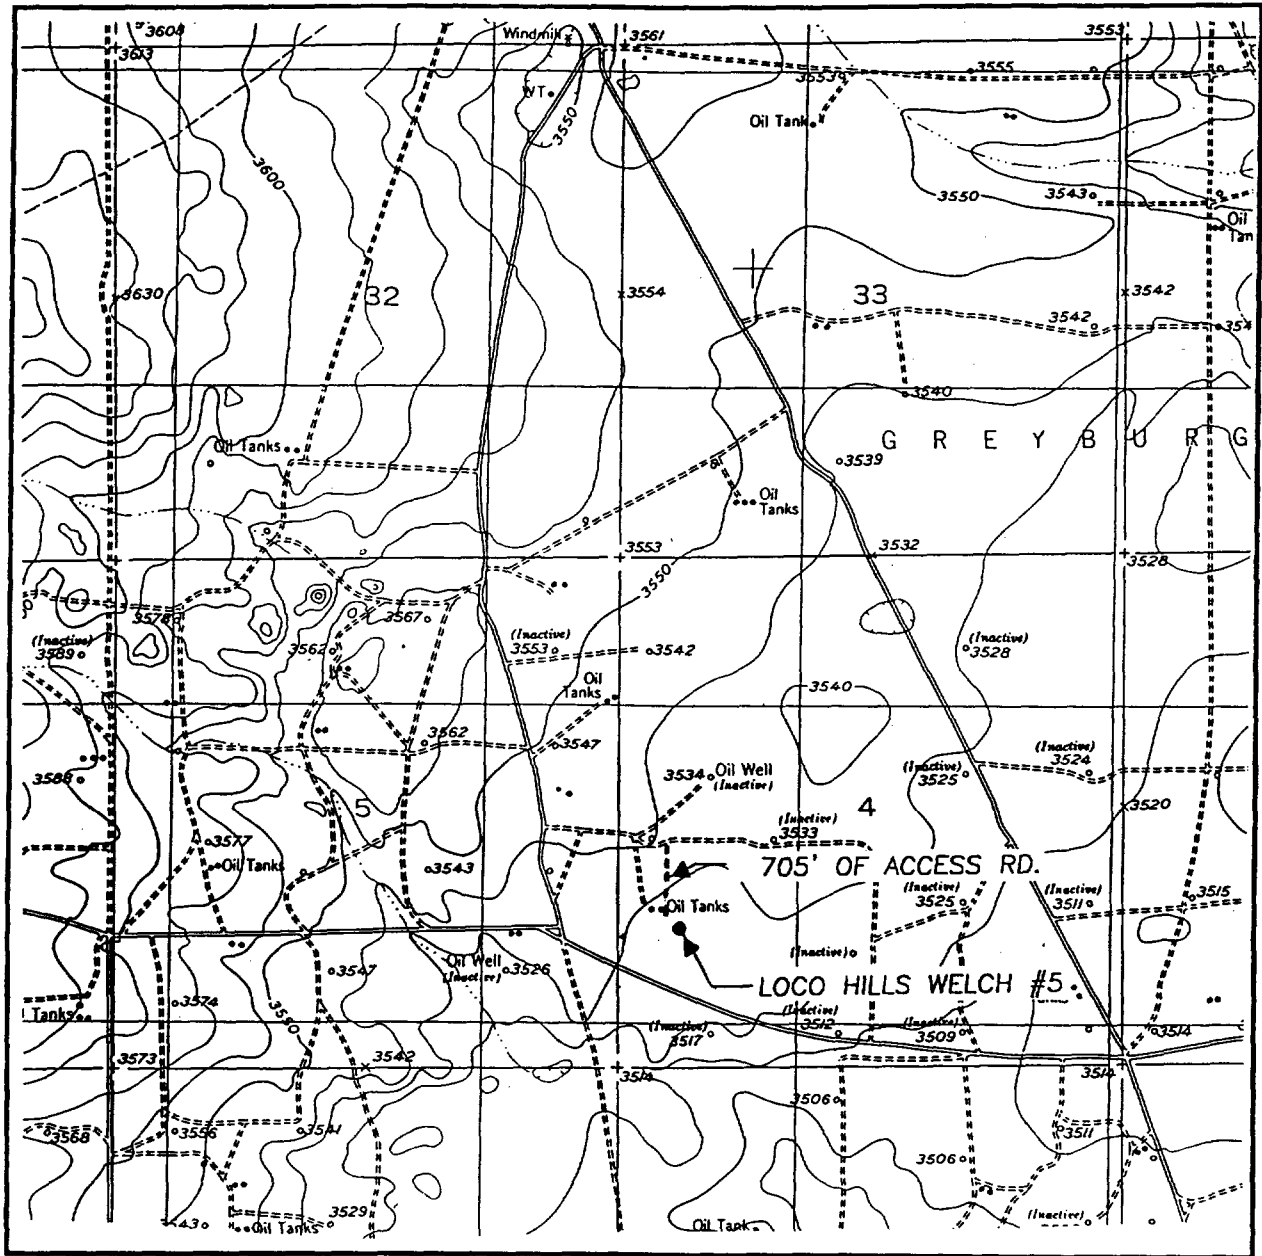 3608
3613
Windmill
3561
3553
3553
3555
WT
3550
Oil Tank
3600
3550
3543
Oil
Tan
3630
32
3554
33
3542
3542
354
3540
Oil Tanks
GREYBURG
3539
Oil
Tanks
3553
3532
3528
3550
3578
3567
(Inactive)
3589
3562
(Inactive)
3553
3542
(Inactive)
3528
Oil
Tanks
3540
3562
3547
3588
3534
Oil Well
(Inactive)
(Inactive)
3525
(Inactive)
3524
5
4
3520
(Inactive)
3533
3577
Oil Tanks
3543
705' OF ACCESS RD.
(Inactive)
3525
(Inactive)
3511
3515
Oil Tanks
Oil Well
(Inactive)
3526
3547
(Inactive)
LOCO HILLS WELCH #5
3574
l Tanks
3550
(Inactive)
3517
(Inactive)
3512
(Inactive)
3509
3514
3573
3542
3514
3514
3506
3568
3556
3541
3511
3506
43
Oil Tanks
3529
Oil Tank
(Inactive)